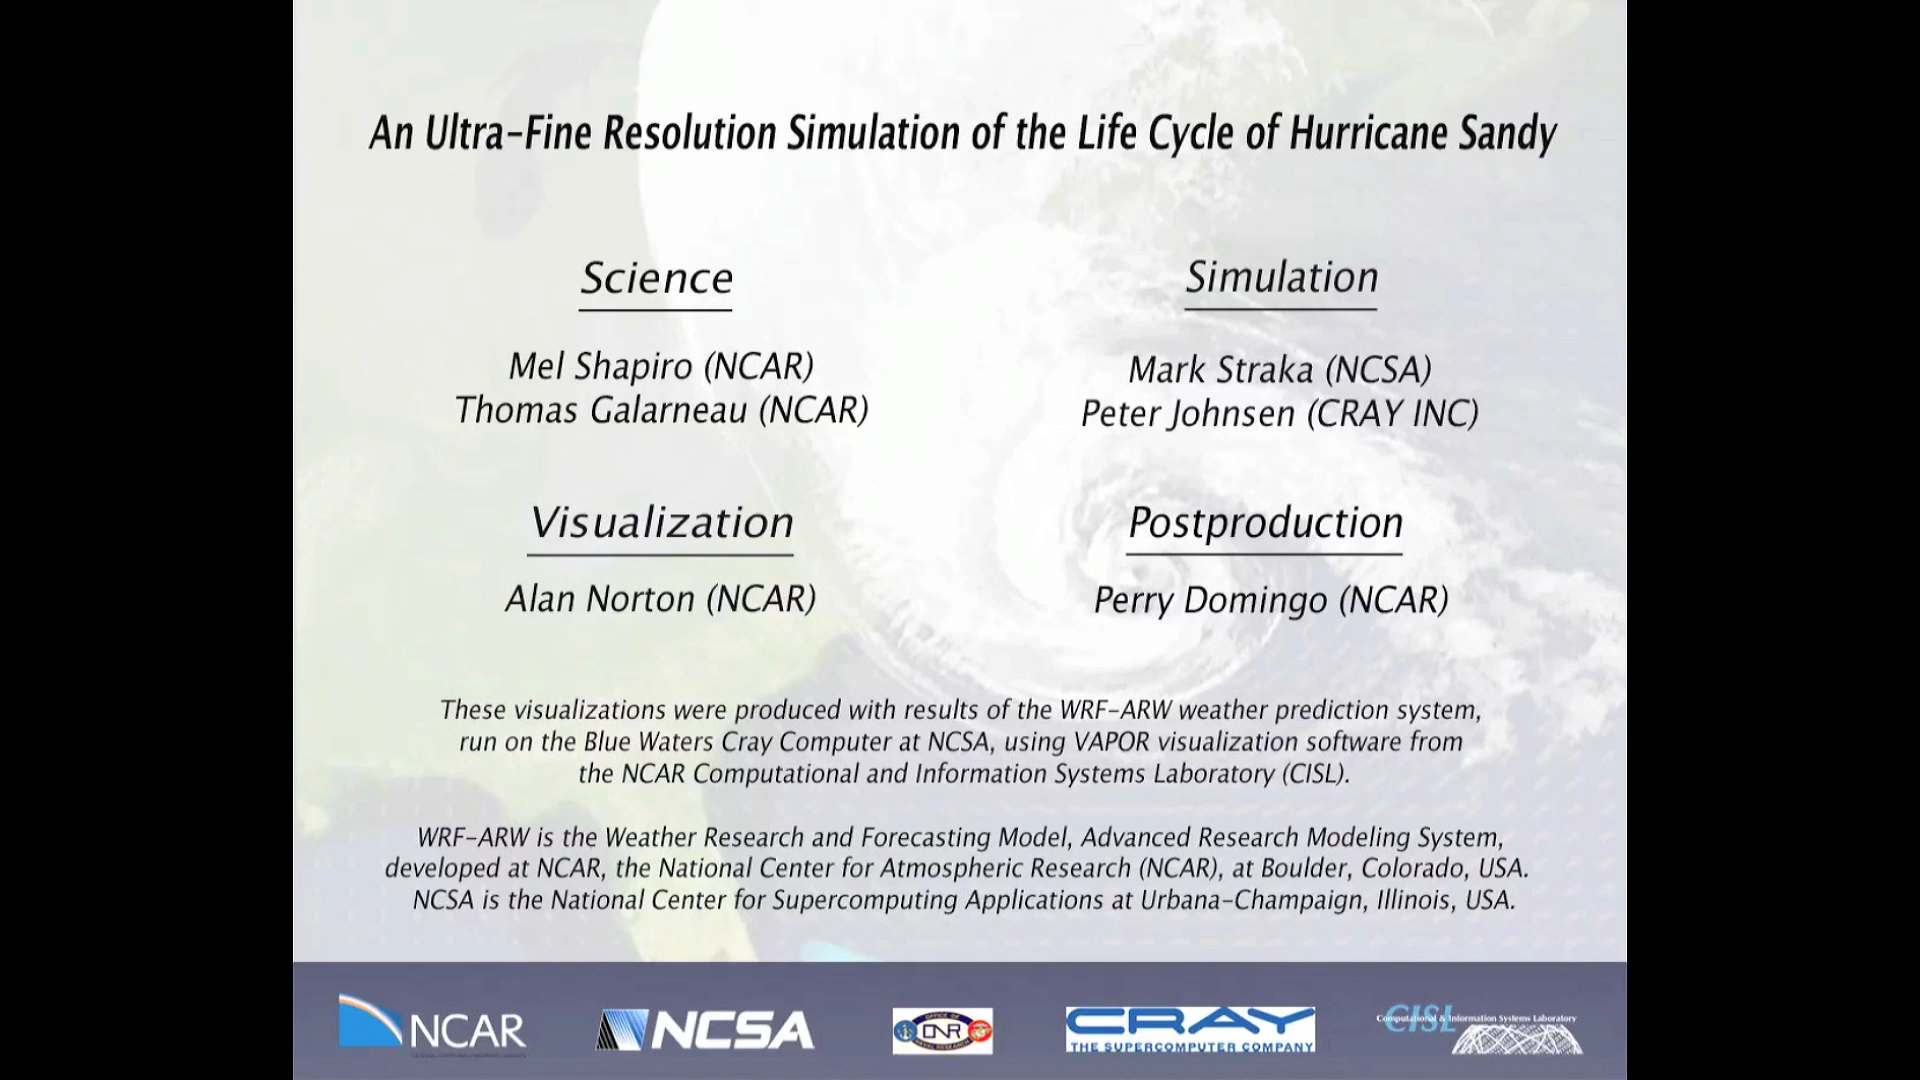 An Ultra-Fine Resolution Simulation of the Life Cycle of Hurricane Sandy
Science
Mel Shapiro (NCAR)
Thomas Galarneau (NCAR)
Simulation
Mark Straka (NCSA)
Peter Johnsen (CRAY INC)
Visualization
Alan Norton (NCAR)
Postproduction
Perry Domingo (NCAR)
These visualizations were produced with results of the WRF-ARW weather prediction system,
run on the Blue Waters Cray Computer at NCSA, using VAPOR visualization software from
the NCAR Computational and Information Systems Laboratory (CISL).
WRF-ARW is the Weather Research and Forecasting Model, Advanced Research Modeling System,
developed at NCAR, the National Center for Atmospheric Research (NCAR), at Boulder, Colorado, USA.
NCSA is the National Center for Supercomputing Applications at Urbana-Champaign, Illinois, USA.
NCAR
NCSA
OFFICE OF
ONR
NAVAL RESEARCH
CRAY
THE SUPERCOMPUTER COMPANY
CISL
Computational & Information Systems Laboratory